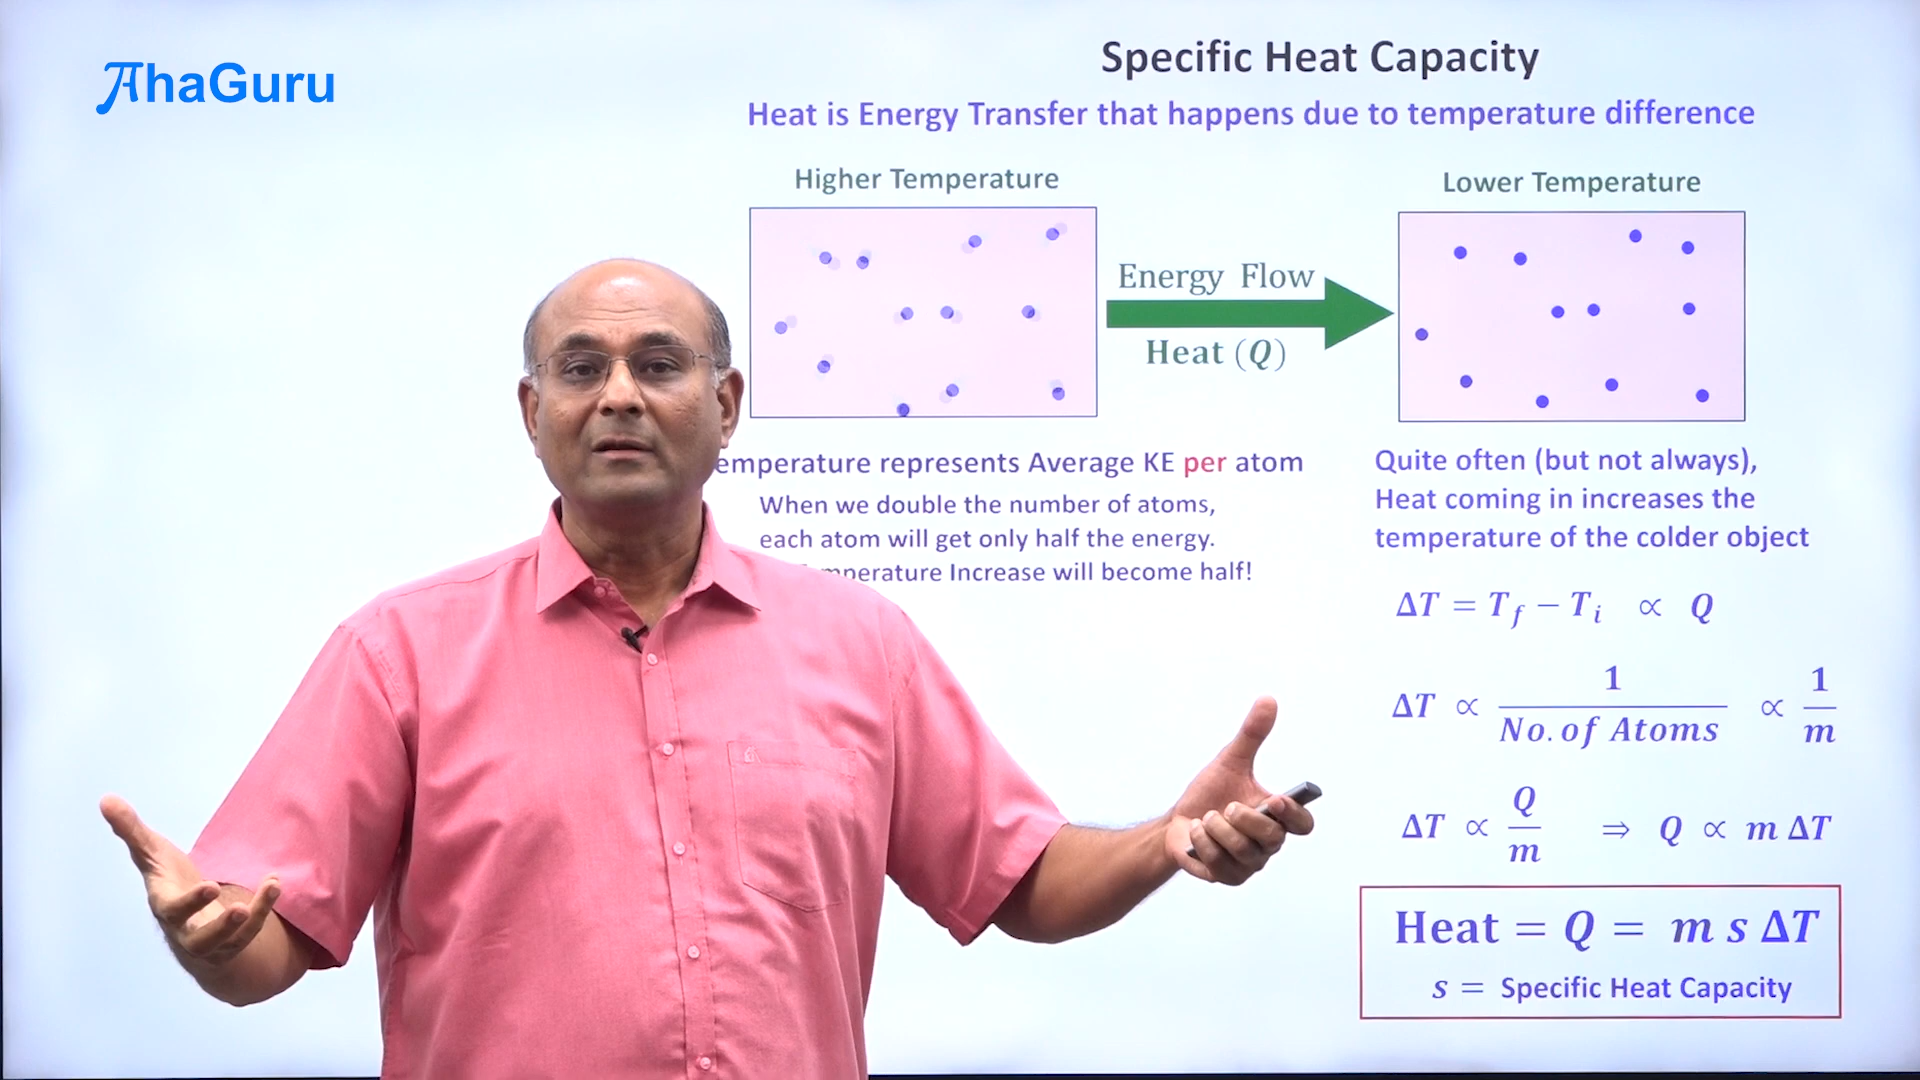 AhaGuru
Specific Heat Capacity
Heat is Energy Transfer that happens due to temperature difference
Higher Temperature
Lower Temperature
Energy Flow
Heat (Q)
emperature represents Average KE per atom
When we double the number of atoms,
each atom will get only half the energy.
mperature Increase will become half!
Quite often (but not always),
Heat coming in increases the
temperature of the colder object
ΔT = T_f − T_i ∝ Q
ΔT ∝ 1 / No. of Atoms ∝ 1 / m
ΔT ∝ Q / m ⇒ Q ∝ m ΔT
Heat = Q = m s ΔT
s = Specific Heat Capacity